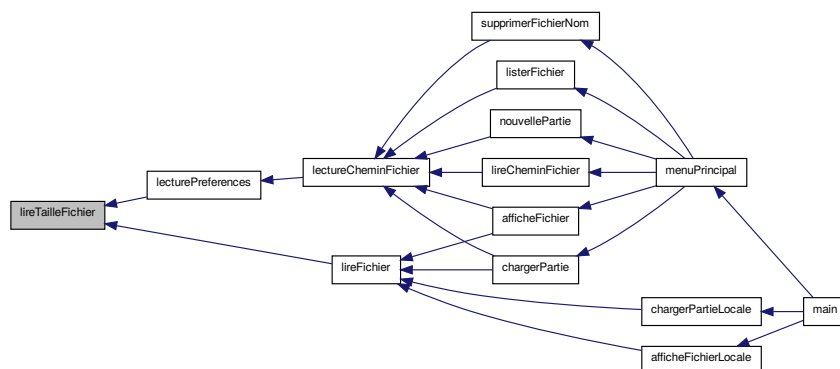 supprimerFichierNom
listerFichier
nouvellePartie
lectureCheminFichier
lireCheminFichier
menuPrincipal
lecturePreferences
lireTailleFichier
afficheFichier
lireFichier
chargerPartie
chargerPartieLocale
main
afficheFichierLocale